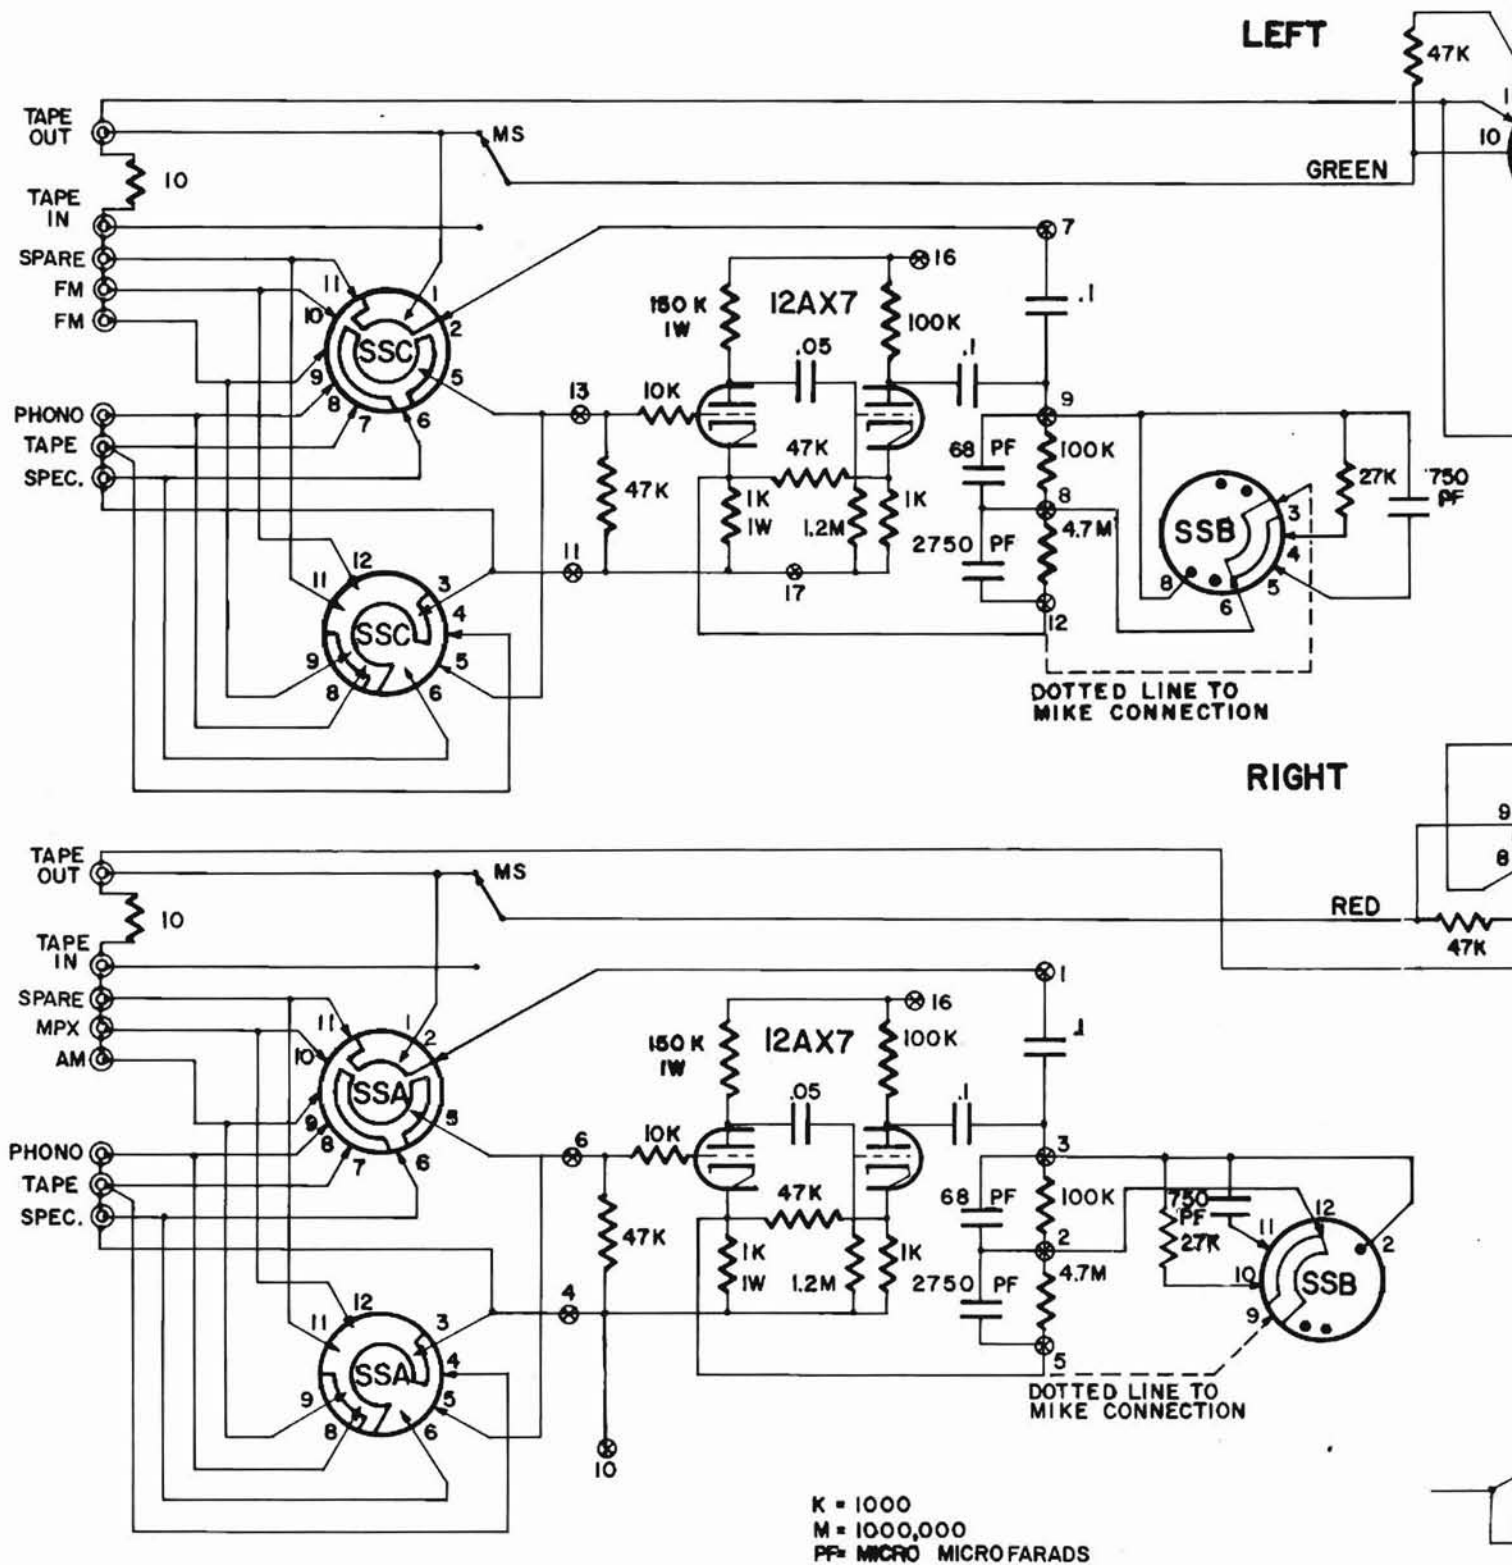 LEFT
47K
TAPE
OUT
MS
1
10
10
GREEN
TAPE
IN
SPARE
FM
FM
7
16
11
1
10
2
SSC
9
5
8
6
7
150 K
1W
12AX7
100K
.1
.05
.1
13
10K
9
PHONO
TAPE
SPEC.
47K
68 PF
100K
27K
750
PF
47K
1K
1W
1.2M
1K
8
2750 PF
4.7M
SSB
3
4
5
6
8
11
17
12
12
11
3
4
SSC
9
5
8
6
DOTTED LINE TO
MIKE CONNECTION
RIGHT
9
8
TAPE
OUT
MS
10
RED
47K
TAPE
IN
SPARE
MPX
AM
1
16
11
1
2
10
SSA
9
5
8
6
7
150 K
1W
12AX7
100K
.1
.05
.1
6
10K
3
PHONO
TAPE
SPEC.
47K
68 PF
100K
750
PF
27K
12
11
2
10
SSB
9
47K
1K
1W
1.2M
1K
2
2750 PF
4.7M
4
5
12
11
3
4
SSA
9
5
8
6
DOTTED LINE TO
MIKE CONNECTION
10
K = 1000
M = 1000,000
PF= MICRO MICROFARADS